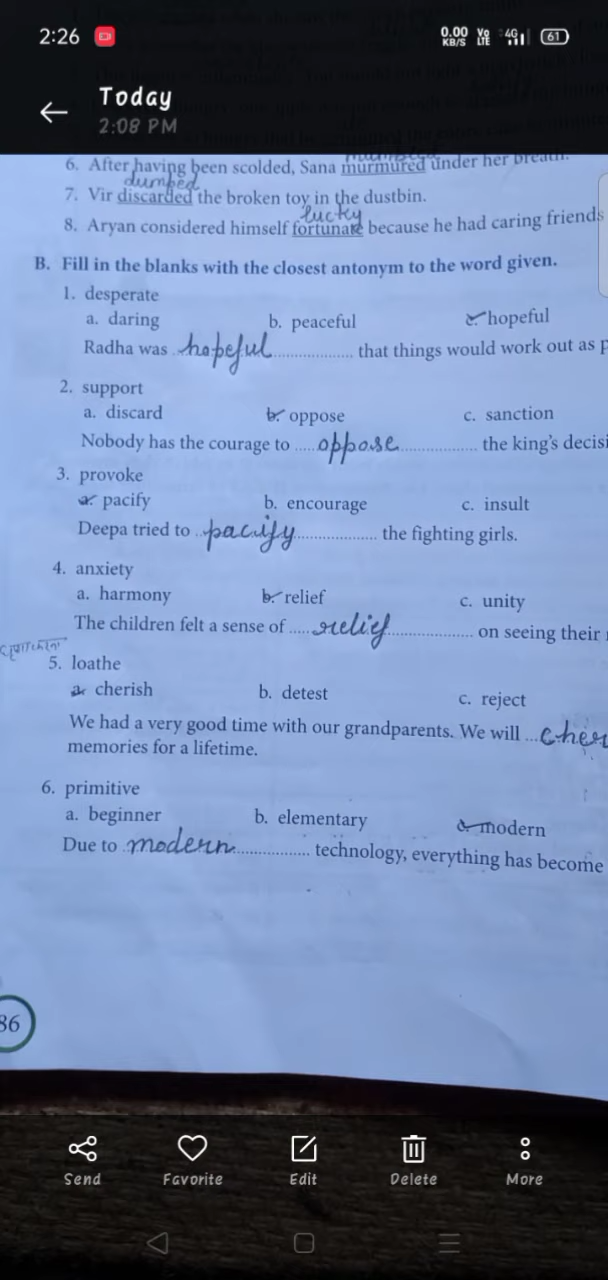 2:26
0.00 KB/S Vo LTE 4G 61
Today
2:08 PM
mumbled
6. After having been scolded, Sana murmured under her breath.
dumped
7. Vir discarded the broken toy in the dustbin.
lucky
8. Aryan considered himself fortunate because he had caring friends
B. Fill in the blanks with the closest antonym to the word given.
1. desperate
a. daring b. peaceful c. hopeful
Radha was hopeful that things would work out as p
2. support
a. discard b. oppose c. sanction
Nobody has the courage to oppose the king's decisi
3. provoke
a. pacify b. encourage c. insult
Deepa tried to pacify the fighting girls.
4. anxiety
a. harmony b. relief c. unity
The children felt a sense of relief on seeing their
5. loathe
a. cherish b. detest c. reject
We had a very good time with our grandparents. We will cher
memories for a lifetime.
6. primitive
a. beginner b. elementary c. modern
Due to modern technology, everything has become
86
Send Favorite Edit Delete More